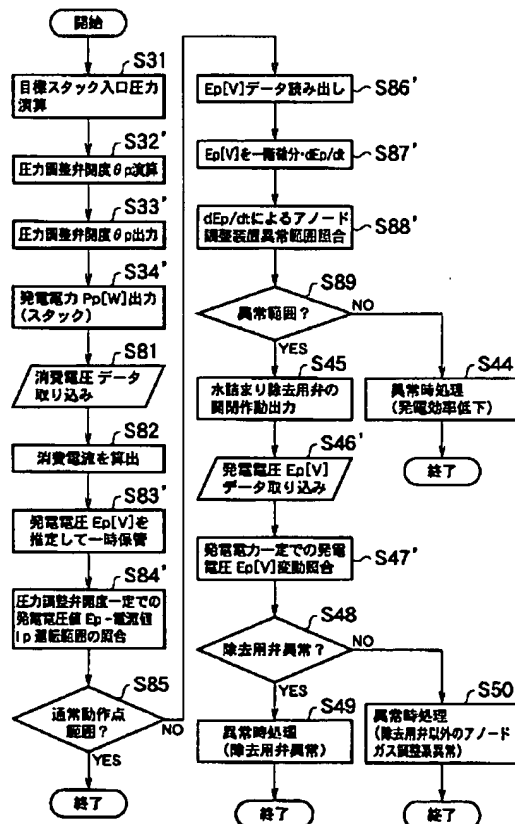 開始
S31
目標スタック入口圧力
演算
S32'
圧力調整弁開度θp演算
S33'
圧力調整弁開度θp出力
S34'
発電電力 Pp[W]出力
(スタック)
S81
消費電圧 データ
取り込み
S82
消費電流を算出
S83'
発電電圧 Ep[V]を
推定して一時保管
S84'
圧力調整弁開度一定での
発電電圧値 Ep-電流値
Ip 運転範囲の照合
S85
通常動作点
範囲?
NO
YES
終了
Ep[V]データ読み出し
S86'
Ep[V]を一階微分・dEp/dt
S87'
dEp/dtによるアノード
調整装置異常範囲照合
S88'
S89
異常範囲?
NO
YES
S45
水詰まり除去用弁の
開閉作動出力
S44
異常時処理
(発電効率低下)
終了
S46'
発電電圧 Ep[V]
データ取り込み
発電電力一定での発電
電圧 Ep[V]変動照合
S47'
S48
除去用弁異常?
NO
YES
S49
異常時処理
(除去用弁異常)
終了
S50
異常時処理
(除去用弁以外のアノード
ガス調整系異常)
終了